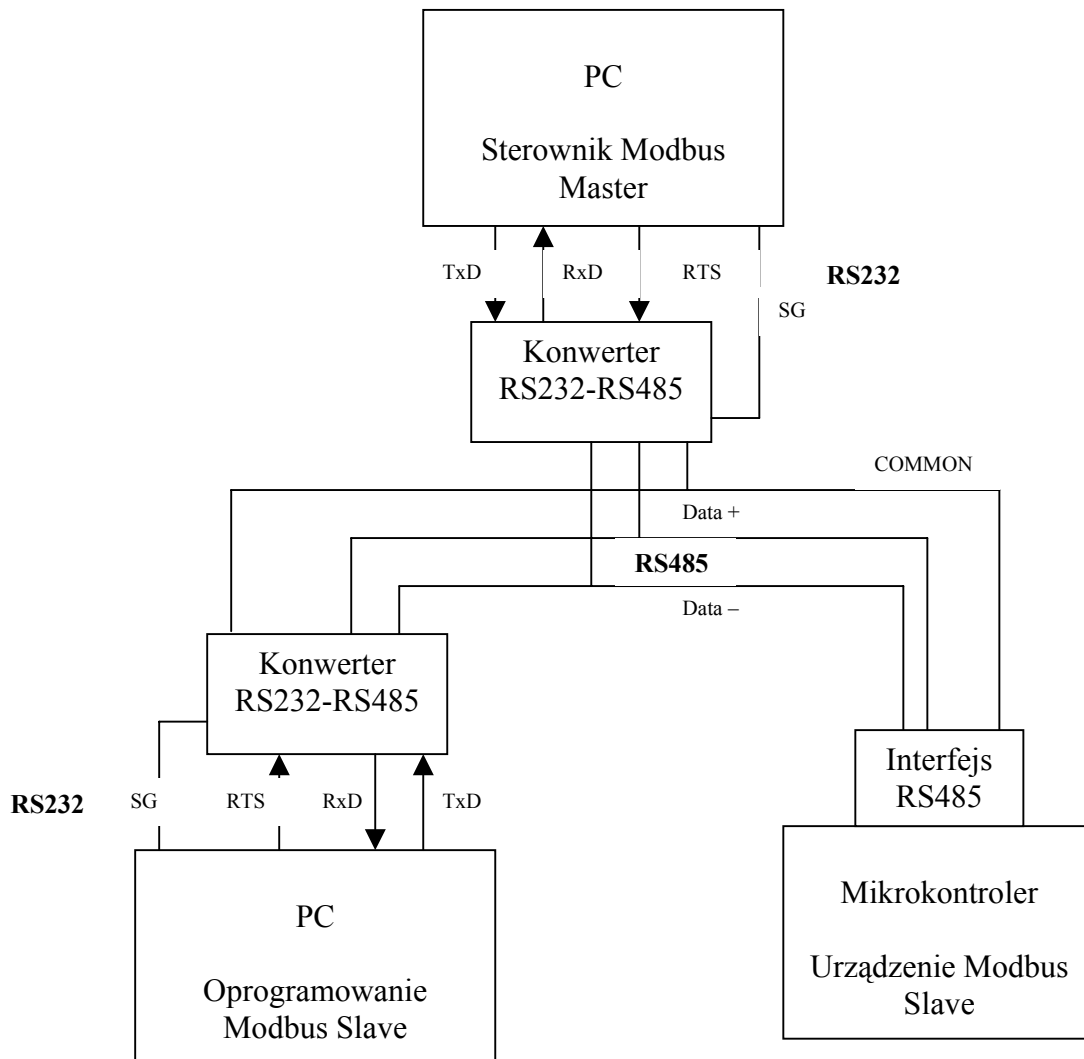 PC
Sterownik Modbus
Master
TxD
RxD
RTS
RS232
SG
Konwerter
RS232-RS485
COMMON
Data +
RS485
Data –
Konwerter
RS232-RS485
Interfejs
RS485
RS232
SG
RTS
RxD
TxD
Mikrokontroler
Urządzenie Modbus
Slave
PC
Oprogramowanie
Modbus Slave